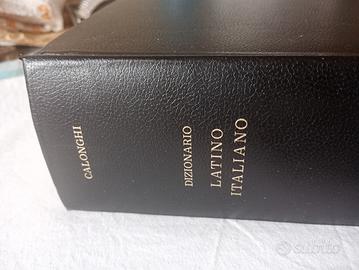 CALONGHI
DIZIONARIO
LATINO
ITALIANO
subito